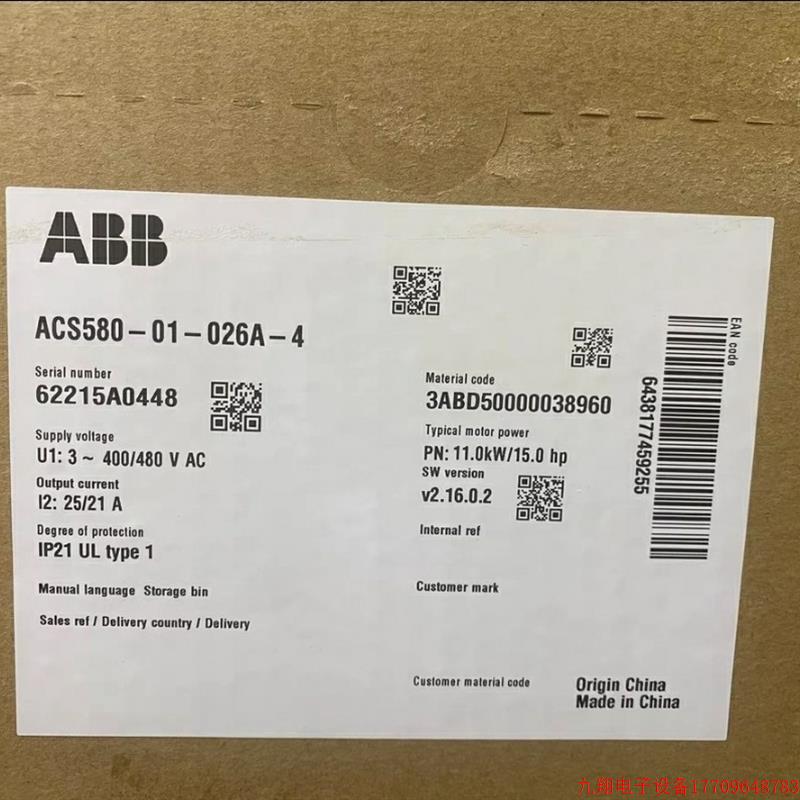 ABB
ACS580-01-026A-4
Serial number
62215A0448
Supply voltage
U1: 3 ~ 400/480 V AC
Output current
I2: 25/21 A
Degree of protection
IP21 UL type 1
Manual language Storage bin
Sales ref / Delivery country / Delivery
Material code
3ABD50000038960
Typical motor power
PN: 11.0kW/15.0 hp
SW version
v2.16.0.2
Internal ref
Customer mark
Customer material code
Origin China
Made in China
EAN code
6438177459255
九翔电子设备17709648783